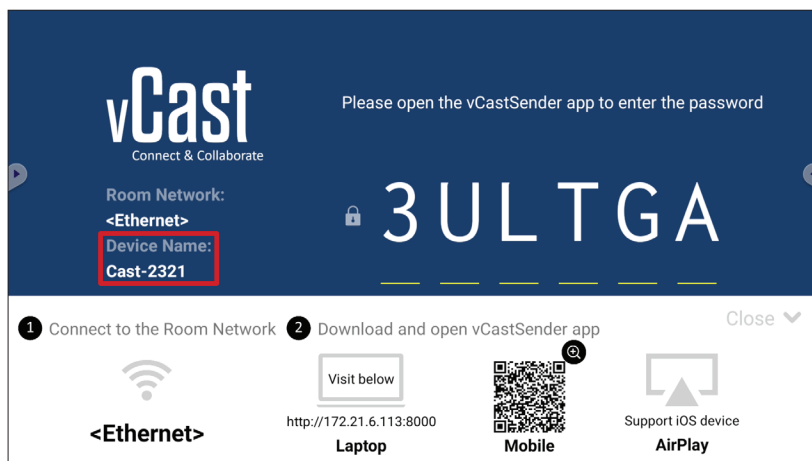 vCast
Connect & Collaborate
Please open the vCastSender app to enter the password
Room Network:
<Ethernet>
Device Name:
Cast-2321
3ULTGA
Close
1 Connect to the Room Network
2 Download and open vCastSender app
<Ethernet>
Visit below
http://172.21.6.113:8000
Laptop
Mobile
Support iOS device
AirPlay